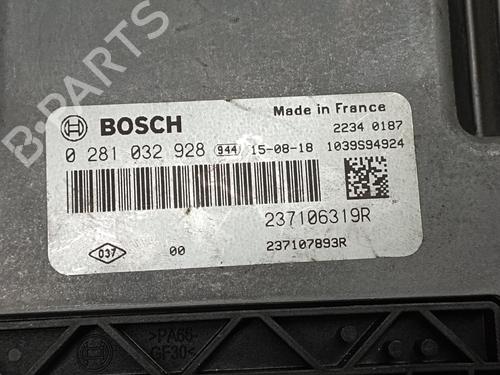 B-PARTS
Made in France
BOSCH
2234 0187
0 281 032 928 944 15-08-18 1039S94924
237106319R
037 00 237107893R
>PA66-
GF30<